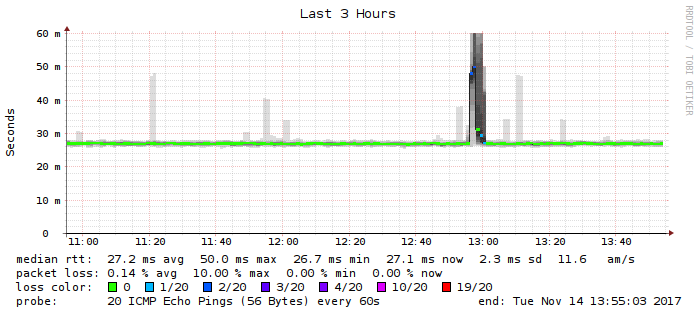 Last 3 Hours
RRDTOOL / TOBI OETIKER
Seconds
60 m
50 m
40 m
30 m
20 m
10 m
0
11:00 11:20 11:40 12:00 12:20 12:40 13:00 13:20 13:40
median rtt: 27.2 ms avg 50.0 ms max 26.7 ms min 27.1 ms now 2.3 ms sd 11.6 am/s
packet loss: 0.14 % avg 10.00 % max 0.00 % min 0.00 % now
loss color: 0 1/20 2/20 3/20 4/20 10/20 19/20
probe: 20 ICMP Echo Pings (56 Bytes) every 60s end: Tue Nov 14 13:55:03 2017